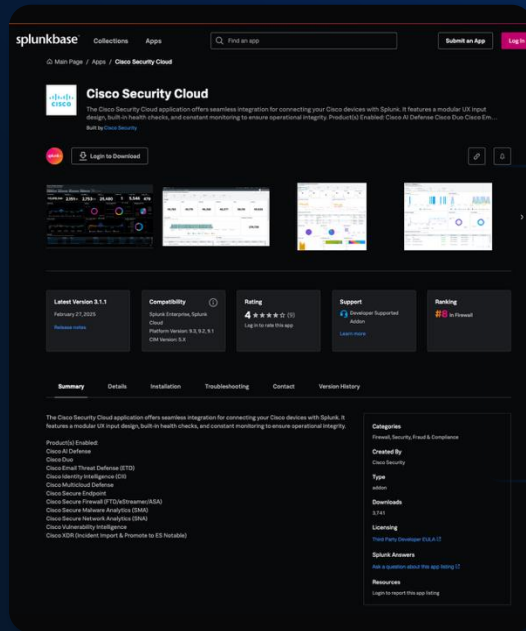 splunkbase
Collections
Apps
Find an app
Submit an App
Log In
Main Page / Apps / Cisco Security Cloud
CISCO
Cisco Security Cloud
The Cisco Security Cloud application offers seamless integration for connecting your Cisco devices with Splunk. It features a modular UX input
design, built-in health checks, and constant monitoring to ensure operational integrity. Product(s) Enabled: Cisco AI Defense Cisco Duo Cisco Em...
Built by Cisco Security
Login to Download
Latest Version 3.1.1
February 27, 2025
Release notes
Compatibility
Splunk Enterprise, Splunk
Cloud
Platform Version: 9.3, 9.2, 9.1
CIM Version: 5.X
Rating
4 ★★★★☆ (5)
Log in to rate this app
Support
Developer Supported
Addon
Learn more
Ranking
#8 in Firewall
Summary
Details
Installation
Troubleshooting
Contact
Version History
The Cisco Security Cloud application offers seamless integration for connecting your Cisco devices with Splunk. It
features a modular UX input design, built-in health checks, and constant monitoring to ensure operational integrity.
Product(s) Enabled:
Cisco AI Defense
Cisco Duo
Cisco Email Threat Defense (ETD)
Cisco Identity Intelligence (CII)
Cisco Multicloud Defense
Cisco Secure Endpoint
Cisco Secure Firewall (FTD/eStreamer/ASA)
Cisco Secure Malware Analytics (SMA)
Cisco Secure Network Analytics (SNA)
Cisco Vulnerability Intelligence
Cisco XDR (Incident Import & Promote to ES Notable)
Categories
Firewall, Security, Fraud & Compliance
Created By
Cisco Security
Type
addon
Downloads
3,741
Licensing
Third Party Developer EULA
Splunk Answers
Ask a question about this app listing
Resources
Login to report this app listing